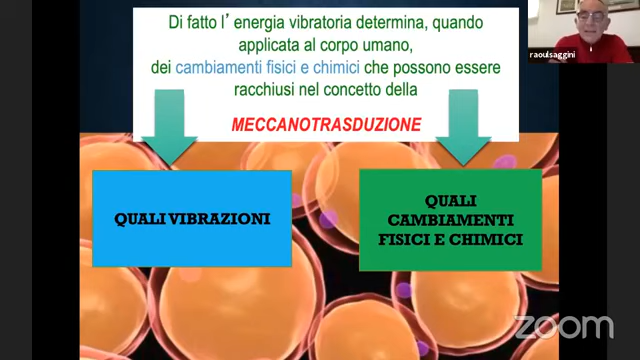 Di fatto l’energia vibratoria determina, quando
applicata al corpo umano,
dei cambiamenti fisici e chimici che possono essere
racchiusi nel concetto della
MECCANOTRASDUZIONE
raoulsaggini
QUALI VIBRAZIONI
QUALI
CAMBIAMENTI
FISICI E CHIMICI
zoom